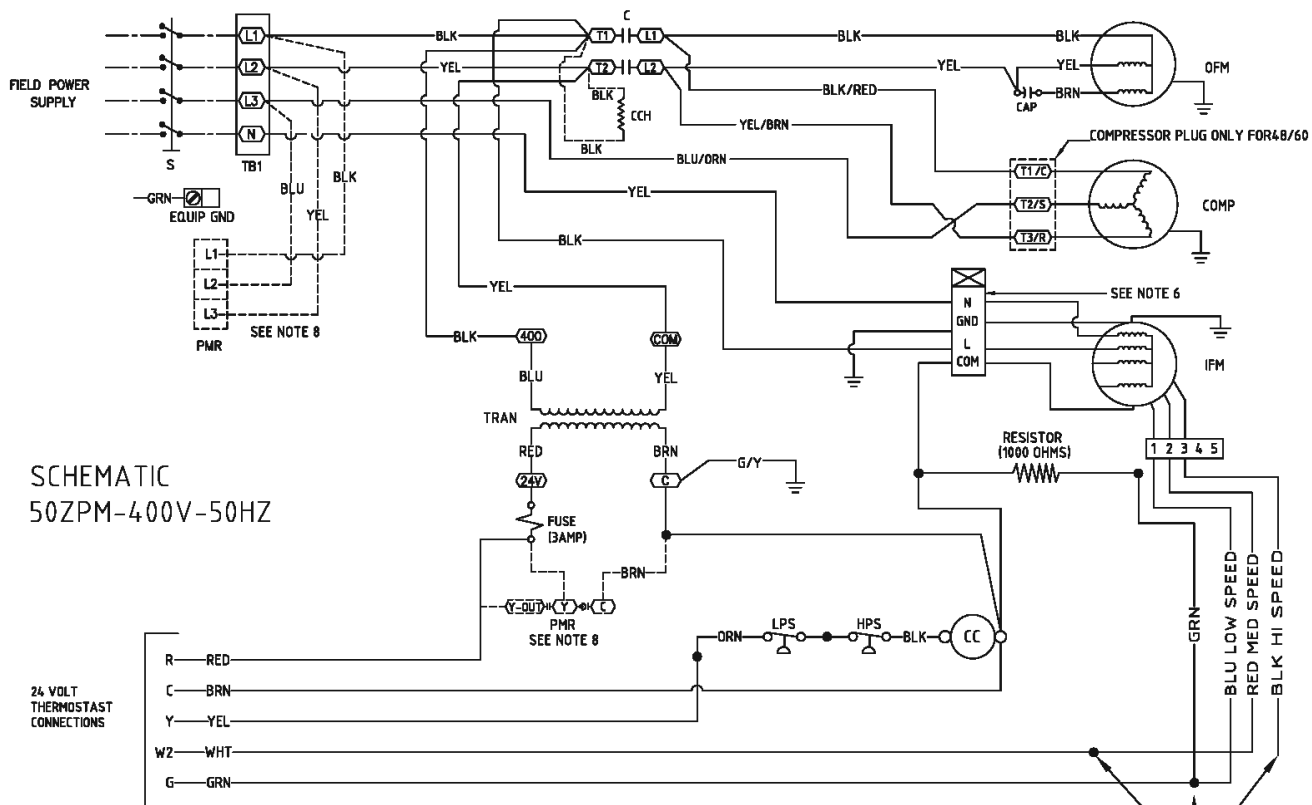 C
L1
BLK
T1
L1
BLK
BLK
L2
YEL
T2
L2
YEL
YEL
OFM
FIELD POWER
SUPPLY
L3
BLK
CCH
BLK/RED
CAP
BRN
N
YEL/BRN
COMPRESSOR PLUG ONLY FOR48/60
S
TB1
BLK
BLU/ORN
T1/C
GRN
BLU
BLK
YEL
T2/S
COMP
EQUIP GND
YEL
T3/R
L1
BLK
L2
YEL
SEE NOTE 6
N
L3
GND
SEE NOTE 8
BLK
400
COM
L
IFM
PMR
COM
BLU
YEL
TRAN
RED
BRN
RESISTOR
(1000 OHMS)
1 2 3 4 5
G/Y
SCHEMATIC
24V
C
50ZPM-400V-50HZ
FUSE
(3AMP)
BRN
BLU LOW SPEED
RED MED SPEED
BLK HI SPEED
GRN
Y-OUT
Y
C
PMR
SEE NOTE 8
LPS
HPS
ORN
BLK
CC
R
RED
24 VOLT
THERMOSTAST
CONNECTIONS
C
BRN
Y
YEL
W2
WHT
G
GRN